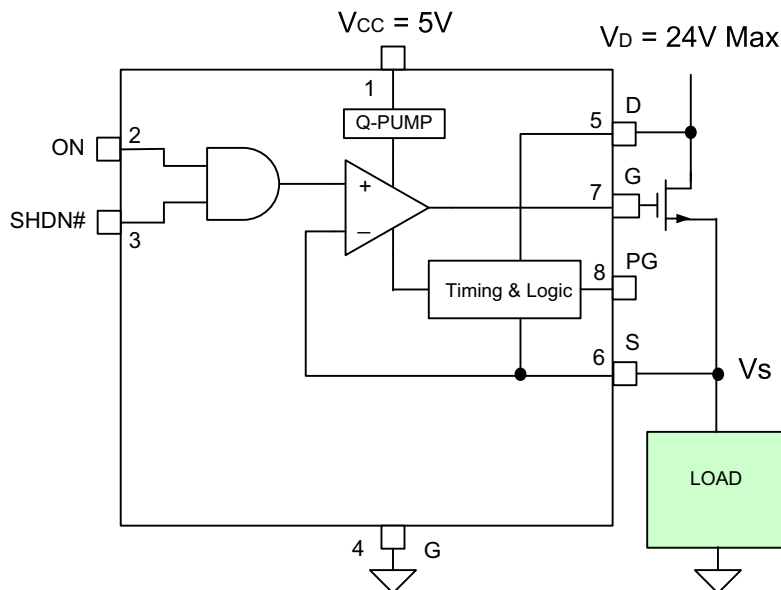 VCC = 5V
VD = 24V Max
1
Q-PUMP
5
D
ON
2
+
7
G
SHDN#
3
–
Timing & Logic
8
PG
6
S
Vs
LOAD
4
G